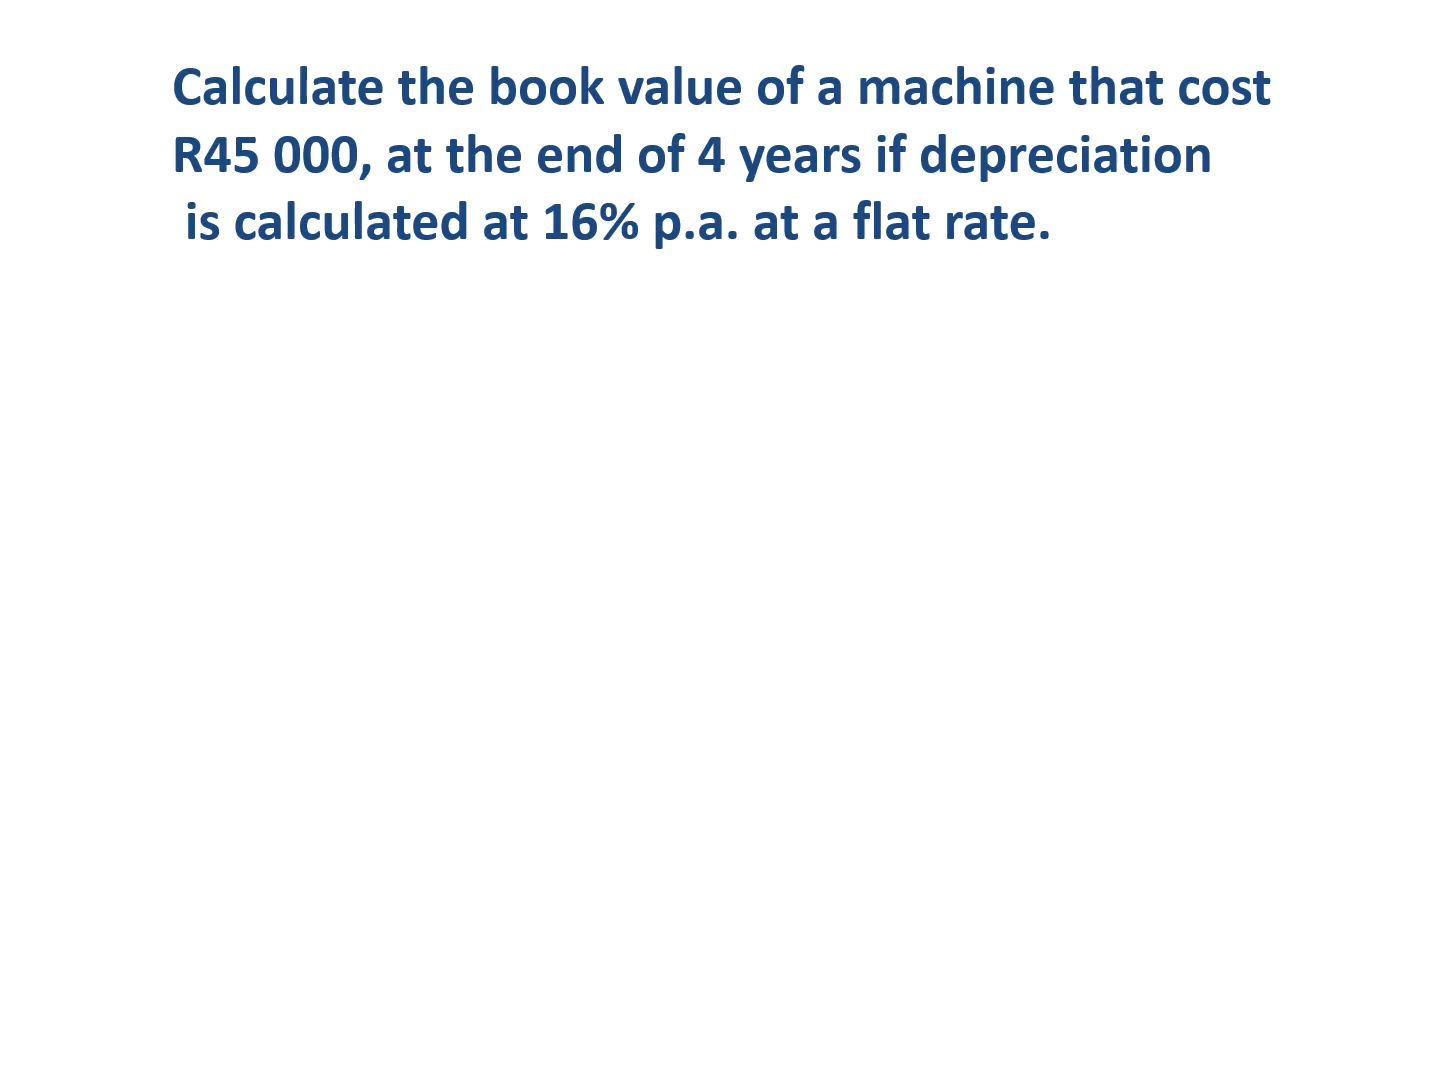 Calculate the book value of a machine that cost
R45 000, at the end of 4 years if depreciation
is calculated at 16% p.a. at a flat rate.